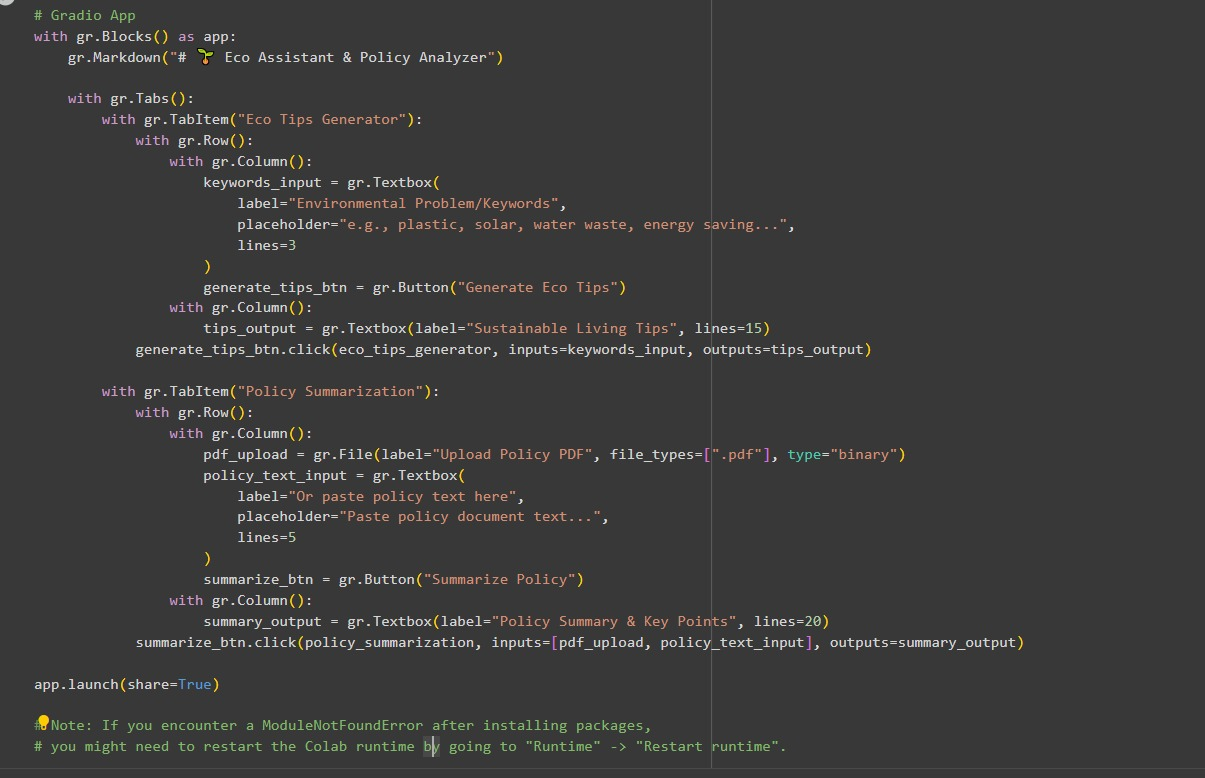 # Gradio App
with gr.Blocks() as app:
    gr.Markdown("# 🌱 Eco Assistant & Policy Analyzer")

    with gr.Tabs():
        with gr.TabItem("Eco Tips Generator"):
            with gr.Row():
                with gr.Column():
                    keywords_input = gr.Textbox(
                        label="Environmental Problem/Keywords",
                        placeholder="e.g., plastic, solar, water waste, energy saving...",
                        lines=3
                    )
                    generate_tips_btn = gr.Button("Generate Eco Tips")
                with gr.Column():
                    tips_output = gr.Textbox(label="Sustainable Living Tips", lines=15)
            generate_tips_btn.click(eco_tips_generator, inputs=keywords_input, outputs=tips_output)

        with gr.TabItem("Policy Summarization"):
            with gr.Row():
                with gr.Column():
                    pdf_upload = gr.File(label="Upload Policy PDF", file_types=[".pdf"], type="binary")
                    policy_text_input = gr.Textbox(
                        label="Or paste policy text here",
                        placeholder="Paste policy document text...",
                        lines=5
                    )
                    summarize_btn = gr.Button("Summarize Policy")
                with gr.Column():
                    summary_output = gr.Textbox(label="Policy Summary & Key Points", lines=20)
            summarize_btn.click(policy_summarization, inputs=[pdf_upload, policy_text_input], outputs=summary_output)

app.launch(share=True)

# Note: If you encounter a ModuleNotFoundError after installing packages,
# you might need to restart the Colab runtime by going to "Runtime" -> "Restart runtime".